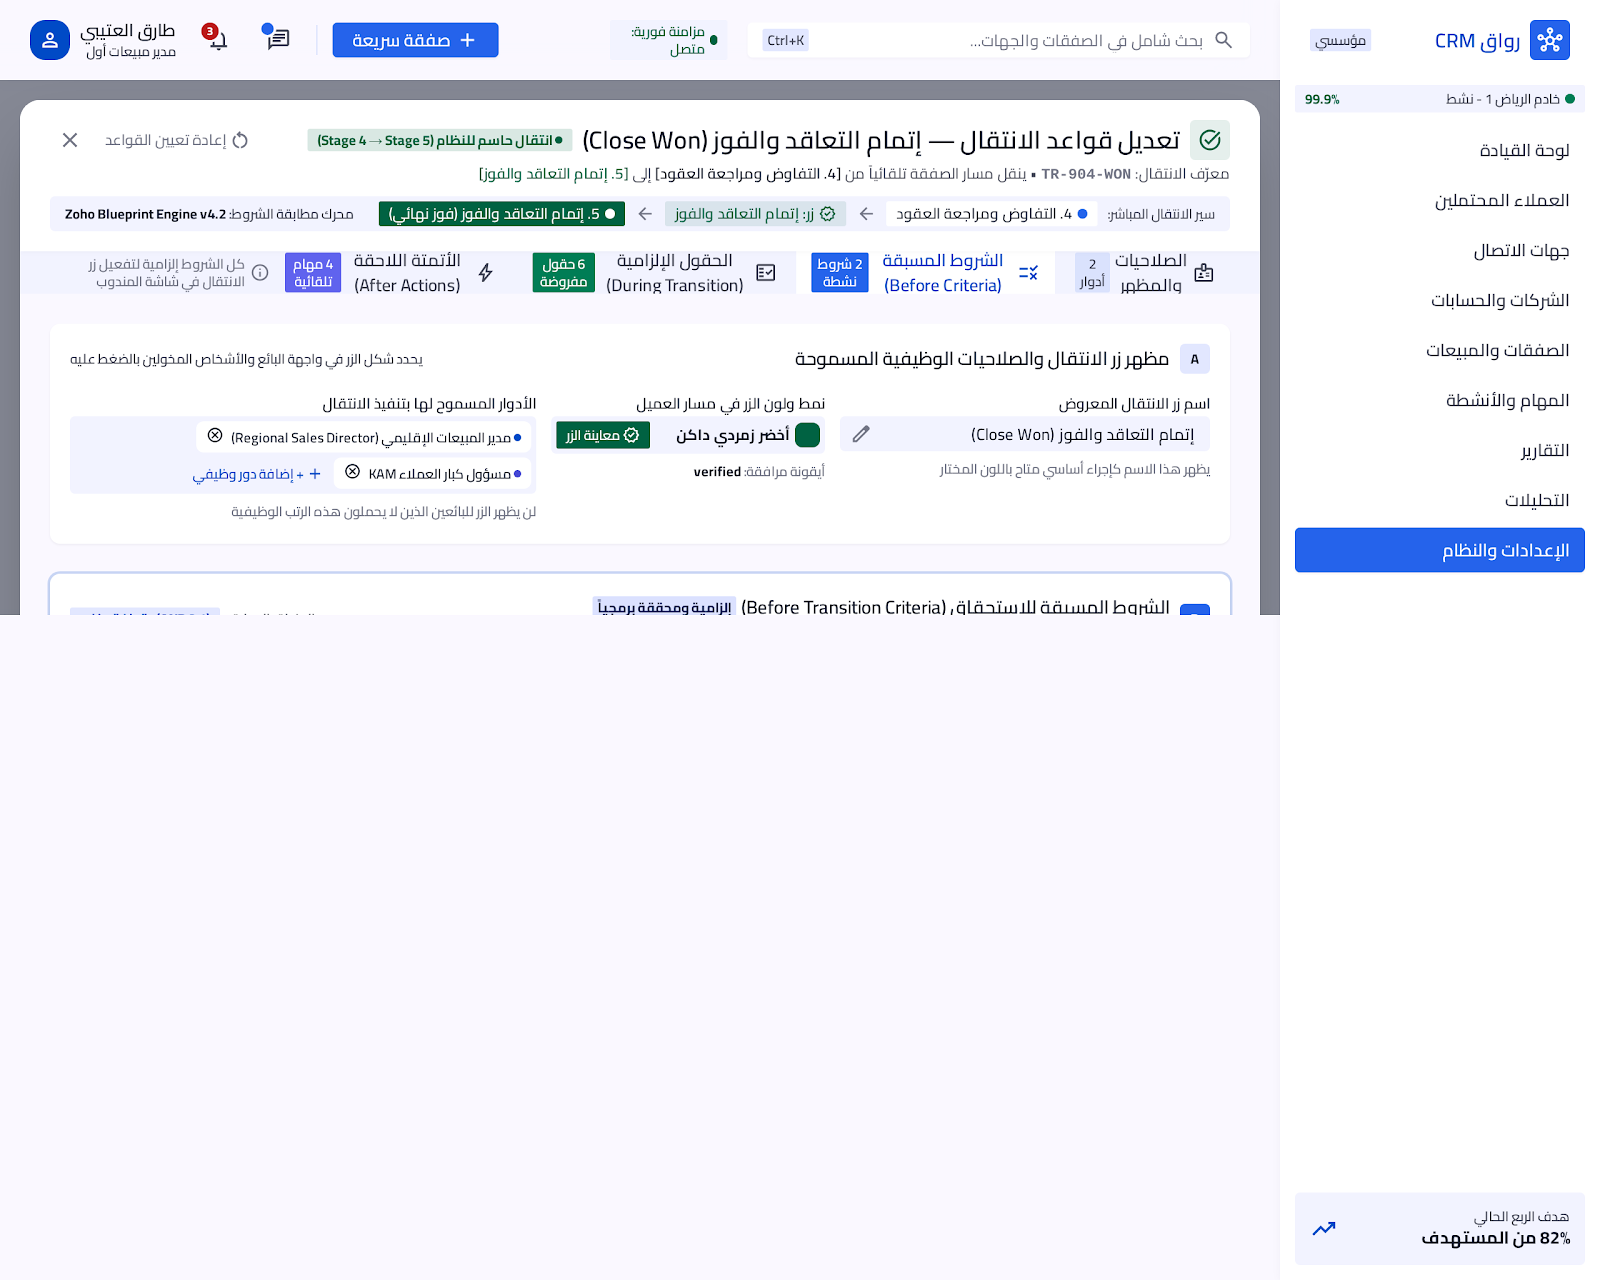 رواق CRM
مؤسسي
خادم الرياض 1 - نشط
99.9%
لوحة القيادة
العملاء المحتملين
جهات الاتصال
الشركات والحسابات
الصفقات والمبيعات
المهام والأنشطة
التقارير
التحليلات
الإعدادات والنظام
هدف الربع الحالي
82% من المستهدف
بحث شامل في الصفقات والجهات...
Ctrl+K
مزامنة فورية:
متصل
صفقة سريعة
3
طارق العتيبي
مدير مبيعات أول
تعديل قواعد الانتقال — إتمام التعاقد والفوز (Close Won)
انتقال حاسم للنظام (Stage 4 → Stage 5)
إعادة تعيين القواعد
معرّف الانتقال: TR-904-WON • ينقل مسار الصفقة تلقائياً من [4. التفاوض ومراجعة العقود] إلى [5. إتمام التعاقد والفوز]
سير الانتقال المباشر:
4. التفاوض ومراجعة العقود
زر: إتمام التعاقد والفوز
5. إتمام التعاقد والفوز (فوز نهائي)
محرك مطابقة الشروط: Zoho Blueprint Engine v4.2
الصلاحيات
والمظهر
2
أدوار
الشروط المسبقة
(Before Criteria)
2 شروط
نشطة
الحقول الإلزامية
(During Transition)
6 حقول
مفروضة
الأتمتة اللاحقة
(After Actions)
4 مهام
تلقائية
كل الشروط إلزامية لتفعيل زر
الانتقال في شاشة المندوب
A
مظهر زر الانتقال والصلاحيات الوظيفية المسموحة
يحدد شكل الزر في واجهة البائع والأشخاص المخولين بالضغط عليه
اسم زر الانتقال المعروض
إتمام التعاقد والفوز (Close Won)
يظهر هذا الاسم كإجراء أساسي متاح باللون المختار
نمط ولون الزر في مسار العميل
أخضر زمردي داكن
معاينة الزر
أيقونة مرافقة: verified
الأدوار المسموح لها بتنفيذ الانتقال
مدير المبيعات الإقليمي (Regional Sales Director)
مسؤول كبار العملاء KAM
+ إضافة دور وظيفي
لن يظهر الزر للبائعين الذين لا يحملون هذه الرتب الوظيفية
الشروط المسبقة للاستحقاق (Before Transition Criteria)
إلزامية ومحققة برمجياً